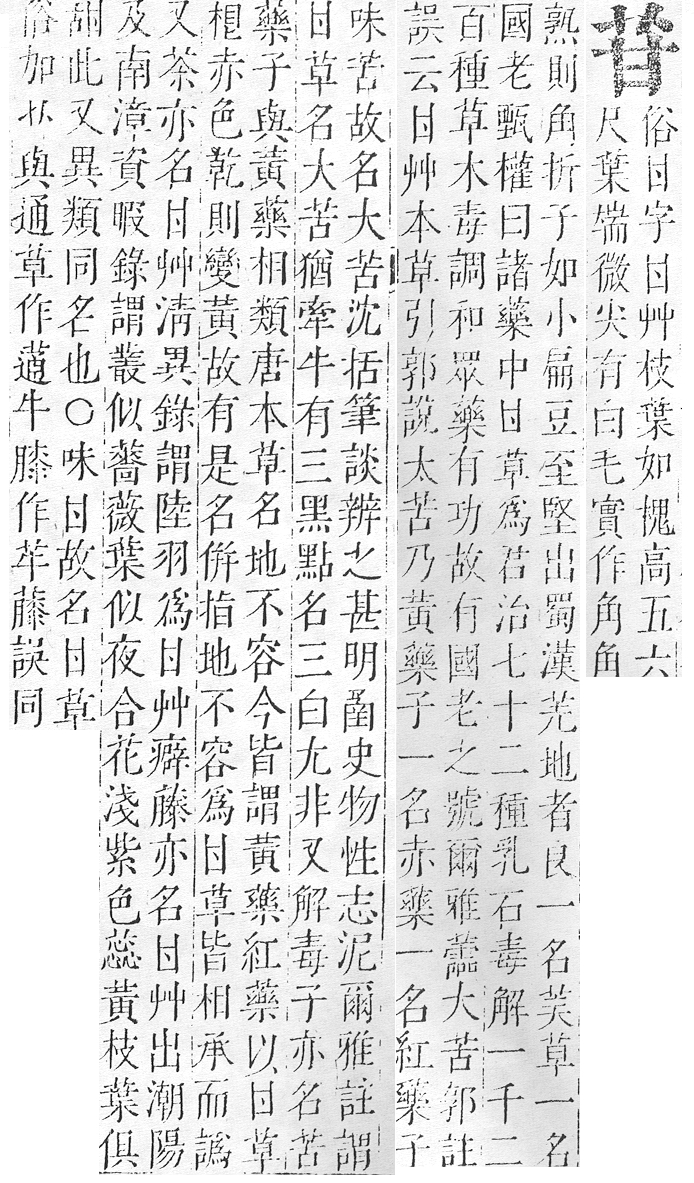 苷
俗甘字甘艸枝葉如槐高五六
尺葉端微尖有白毛實作角角
熟則角折子如小扁豆至堅出蜀漢羌地者良一名芺草一名
國老甄權曰諸藥中甘草爲君治七十二種乳石毒解一千二
百種草木毒調和眾藥有功故有國老之號爾雅蘦大苦郭註
誤云甘艸本草引郭說太苦乃黃藥子一名赤藥一名紅藥子
味苦故名大苦沈括筆談辨之甚明圅史物性志泥爾雅註謂
甘草名大苦猶牽牛有三黑點名三白尤非又解毒子亦名苦
藥子與黃藥相類唐本草名地不容今皆謂黃藥紅藥以甘草
根赤色乾則變黃故有是名併指地不容爲甘草皆相承而譌
又茶亦名甘艸淸異錄謂陸羽爲甘艸癖藤亦名甘艸出潮陽
及南漳資暇錄謂叢似薔薇葉似夜合花淺紫色蕊黃枝葉俱
甜此又異類同名也〇味甘故名甘草
俗加與通草作蓪牛膝作藤誤同